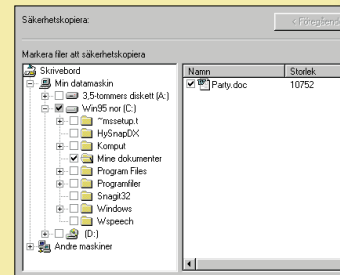 Säkerhetskopiera:
< Föregående
Markera filer att säkerhetskopiera
Skrivebord
Min datamaskin
3,5-tommers diskett (A:)
Win95 nor (C:)
~mssetup.t
HySnapDX
Komput
Mine dokumenter
Program Files
Programfiler
Snagit32
Windows
Wspeech
(D:)
Andre maskiner
Namn Storlek
Party.doc 10752